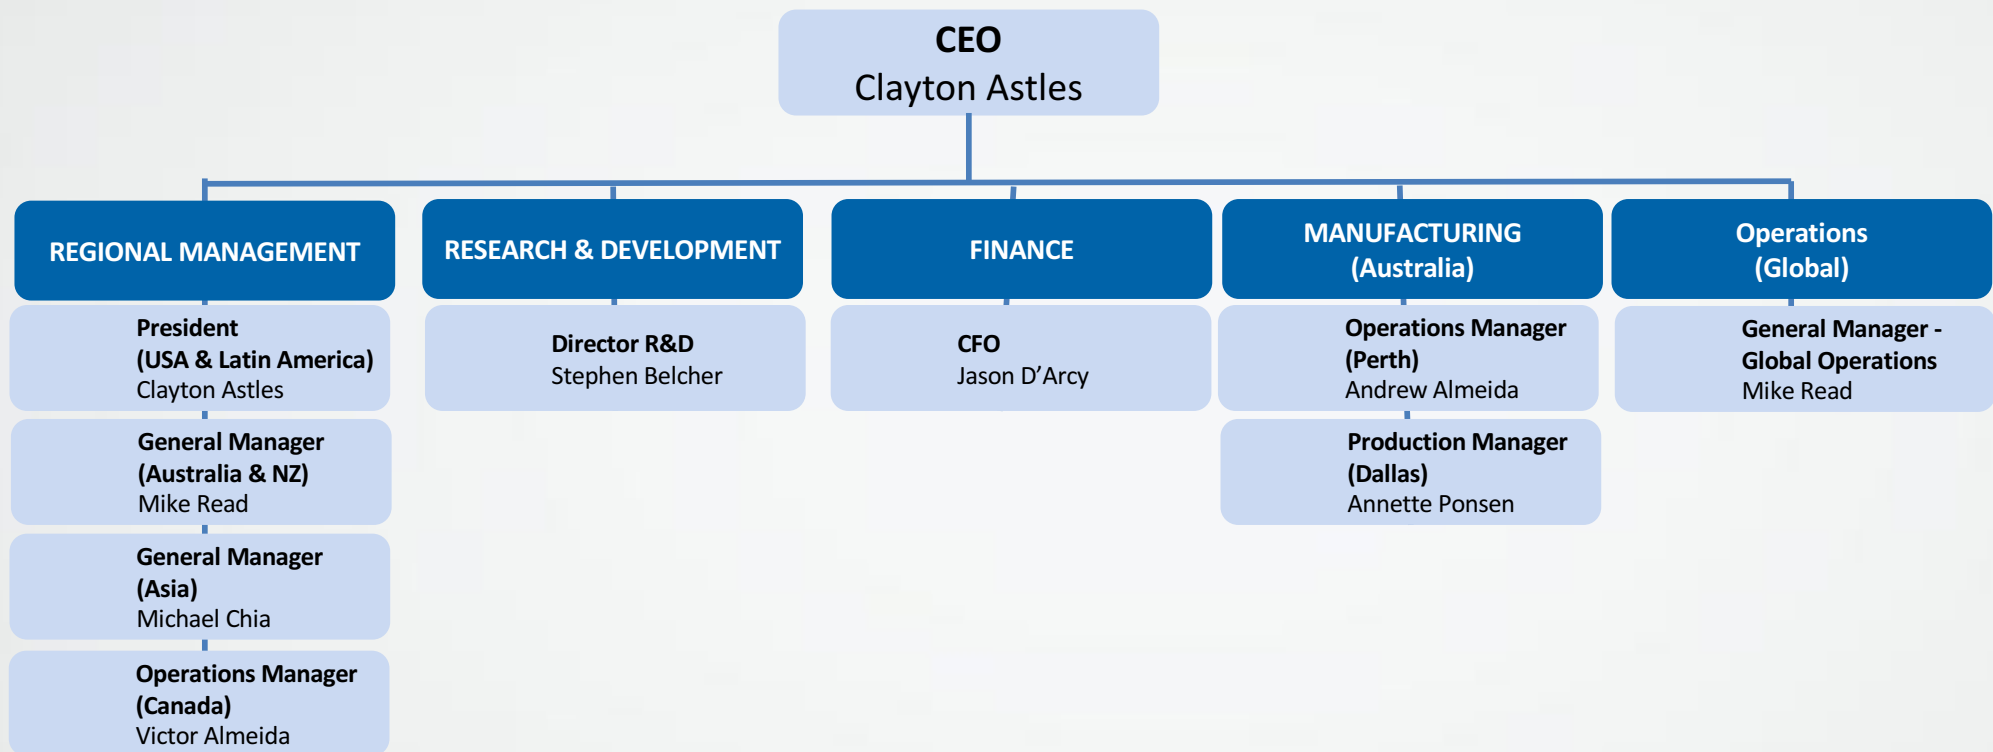 CEO
Clayton Astles
REGIONAL MANAGEMENT
President
(USA & Latin America)
Clayton Astles
General Manager
(Australia & NZ)
Mike Read
General Manager
(Asia)
Michael Chia
Operations Manager
(Canada)
Victor Almeida
RESEARCH & DEVELOPMENT
Director R&D
Stephen Belcher
FINANCE
CFO
Jason D’Arcy
MANUFACTURING
(Australia)
Operations Manager
(Perth)
Andrew Almeida
Production Manager
(Dallas)
Annette Ponsen
Operations
(Global)
General Manager -
Global Operations
Mike Read